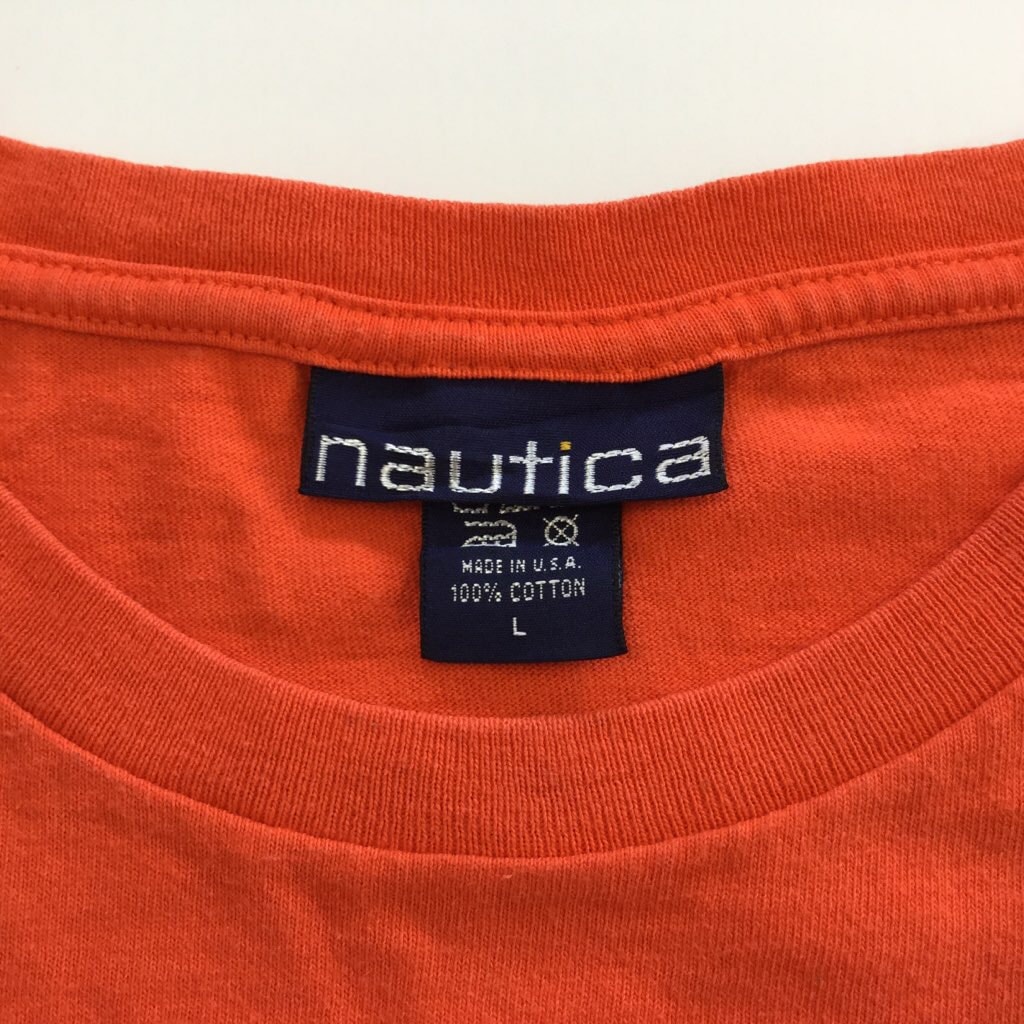 nautica
MADE IN U.S.A.
100% COTTON
L